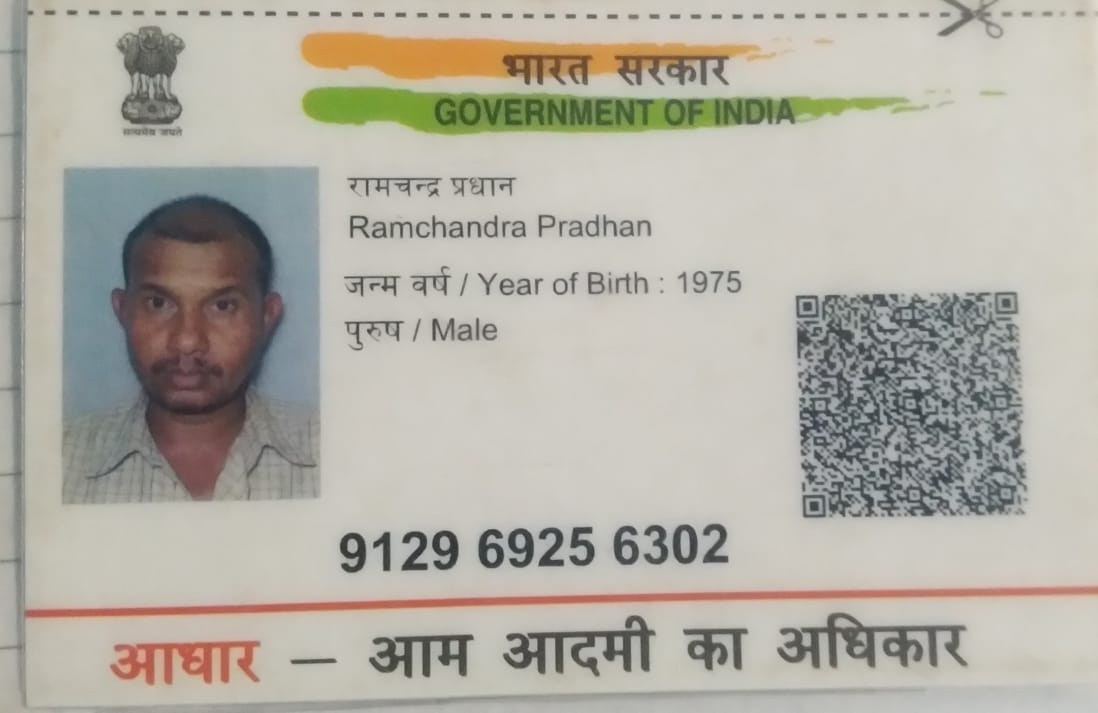 सत्यमेव जयते
भारत सरकार
GOVERNMENT OF INDIA
रामचन्द्र प्रधान
Ramchandra Pradhan
जन्म वर्ष / Year of Birth : 1975
पुरुष / Male
9129 6925 6302
आधार — आम आदमी का अधिकार